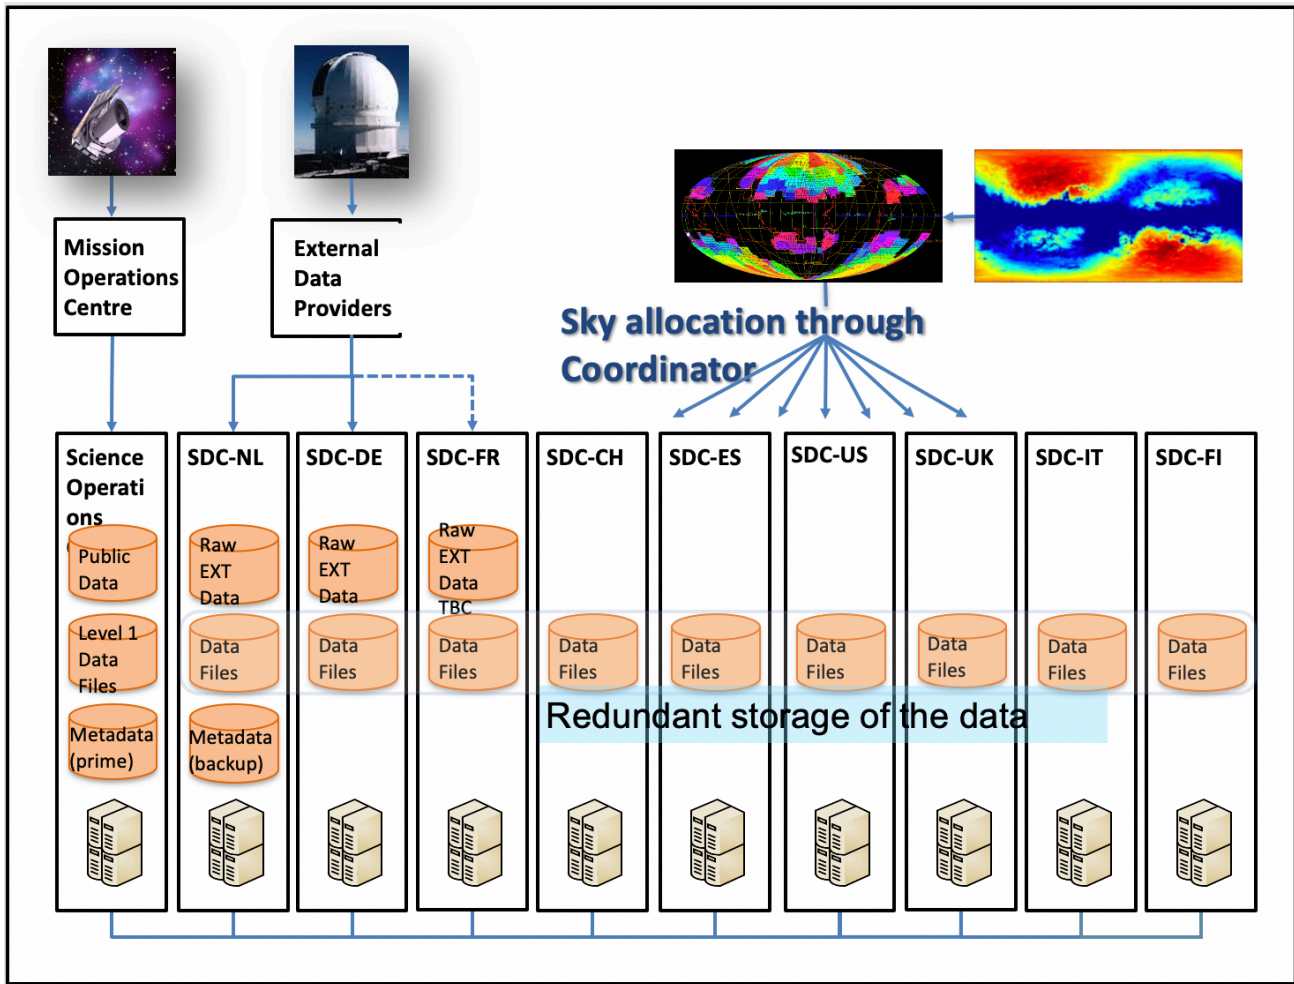 Mission
Operations
Centre
External
Data
Providers
Sky allocation through
Coordinator
Science
Operati
ons
SDC-NL
SDC-DE
SDC-FR
SDC-CH
SDC-ES
SDC-US
SDC-UK
SDC-IT
SDC-FI
Public
Data
Raw
EXT
Data
Raw
EXT
Data
Raw
EXT
Data
TBC
Level 1
Data
Files
Data
Files
Data
Files
Data
Files
Data
Files
Data
Files
Data
Files
Data
Files
Data
Files
Data
Files
Redundant storage of the data
Metadata
(prime)
Metadata
(backup)